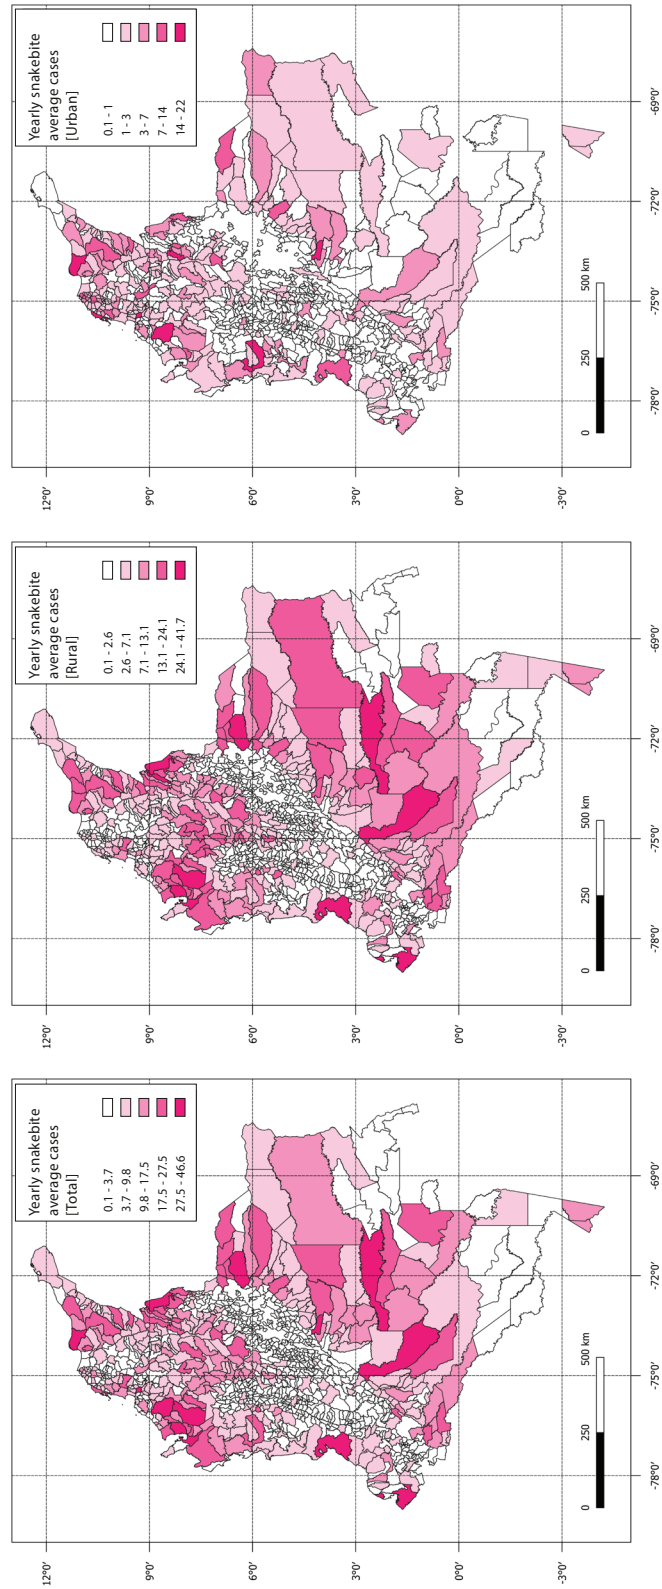 Yearly snakebite
average cases
[Total]
0.1 - 3.7
3.7 - 9.8
9.8 - 17.5
17.5 - 27.5
27.5 - 46.6
12°0'
9°0'
6°0'
3°0'
0°0'
-3°0'
0 250 500 km
-78°0' -75°0' -72°0' -69°0'
Yearly snakebite
average cases
[Rural]
0.1 - 2.6
2.6 - 7.1
7.1 - 13.1
13.1 - 24.1
24.1 - 41.7
12°0'
9°0'
6°0'
3°0'
0°0'
-3°0'
0 250 500 km
-78°0' -75°0' -72°0' -69°0'
Yearly snakebite
average cases
[Urban]
0.1 - 1
1 - 3
3 - 7
7 - 14
14 - 22
12°0'
9°0'
6°0'
3°0'
0°0'
-3°0'
0 250 500 km
-78°0' -75°0' -72°0' -69°0'